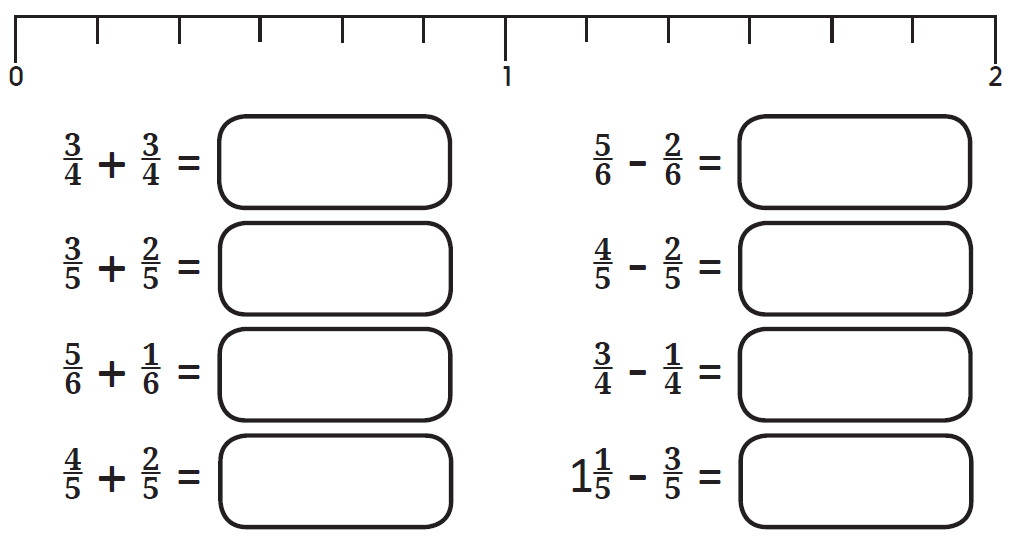 0 1 2
3/4 + 3/4 = 5/6 - 2/6 =
3/5 + 2/5 = 4/5 - 2/5 =
5/6 + 1/6 = 3/4 - 1/4 =
4/5 + 2/5 = 1 1/5 - 3/5 =